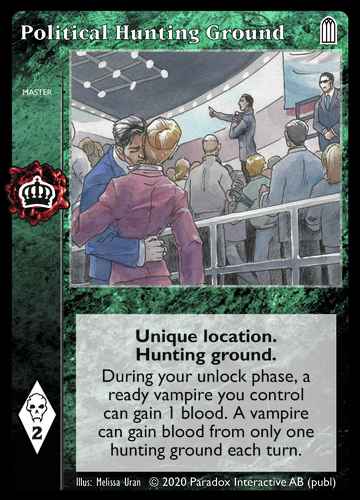 Political Hunting Ground
MASTER
Unique location.
Hunting ground.
During your unlock phase, a
ready vampire you control
can gain 1 blood. A vampire
can gain blood from only one
hunting ground each turn.
2
Illus: Melissa Uran © 2020 Paradox Interactive AB (publ)